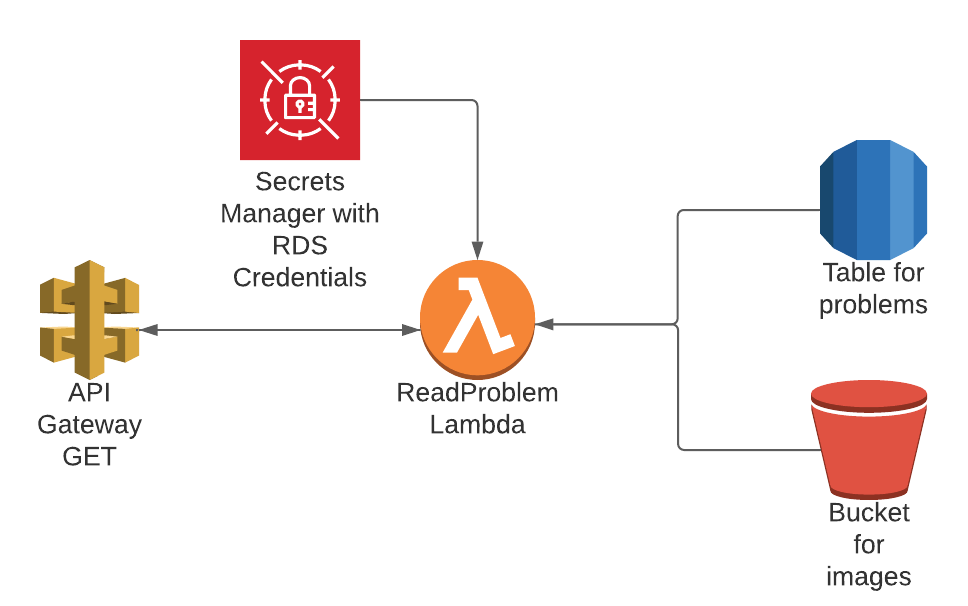 Secrets
Manager with
RDS
Credentials
API
Gateway
GET
ReadProblem
Lambda
Table for
problems
Bucket
for
images